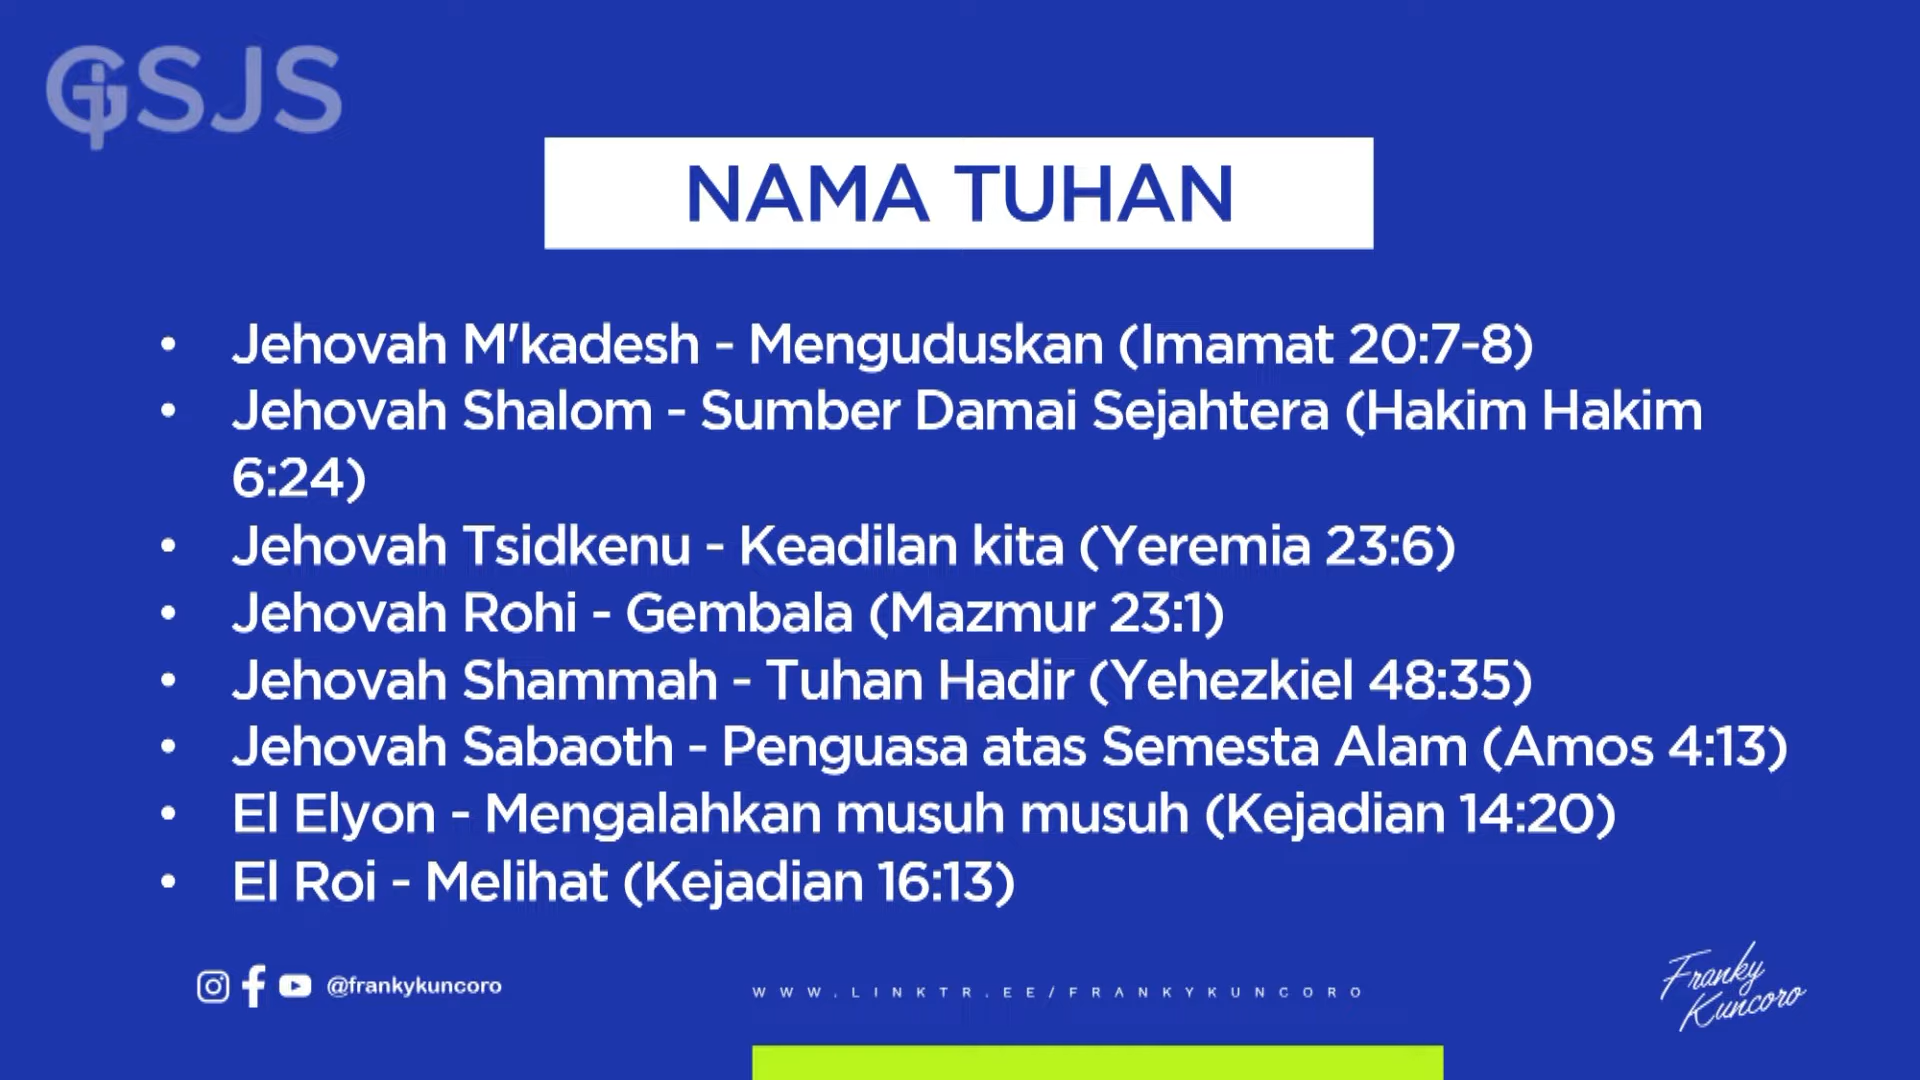 GSJS
NAMA TUHAN
• Jehovah M'kadesh - Menguduskan (Imamat 20:7-8)
• Jehovah Shalom - Sumber Damai Sejahtera (Hakim Hakim
6:24)
• Jehovah Tsidkenu - Keadilan kita (Yeremia 23:6)
• Jehovah Rohi - Gembala (Mazmur 23:1)
• Jehovah Shammah - Tuhan Hadir (Yehezkiel 48:35)
• Jehovah Sabaoth - Penguasa atas Semesta Alam (Amos 4:13)
• El Elyon - Mengalahkan musuh musuh (Kejadian 14:20)
• El Roi - Melihat (Kejadian 16:13)
@frankykuncoro
WWW.LINKTR.EE/FRANKYKUNCORO
Franky
Kuncoro